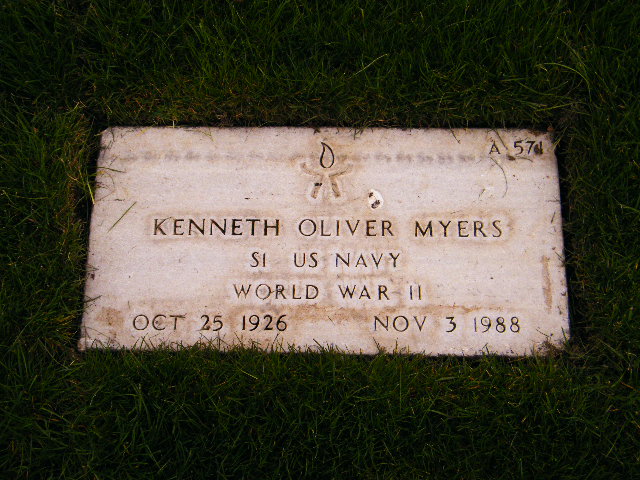 A 571
KENNETH OLIVER MYERS
S1 US NAVY
WORLD WAR II
OCT 25 1926 NOV 3 1988